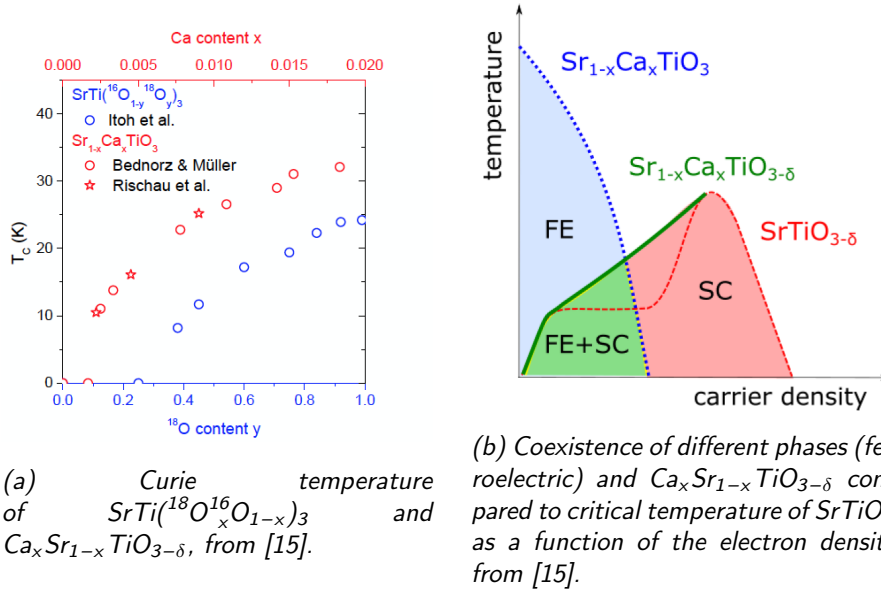 Ca content x
0.000 0.005 0.010 0.015 0.020
SrTi(¹⁶O₁₋ᵧ¹⁸Oᵧ)₃
Itoh et al.
Sr₁₋ₓCaₓTiO₃
Bednorz & Müller
Rischau et al.
T_C (K)
40
30
20
10
0
0.0 0.2 0.4 0.6 0.8 1.0
¹⁸O content y
(a) Curie temperature
of SrTi(¹⁸O¹⁶ₓO₁₋ₓ)₃ and
CaₓSr₁₋ₓTiO₃₋δ, from [15].
temperature
Sr₁₋ₓCaₓTiO₃
Sr₁₋ₓCaₓTiO₃₋δ
SrTiO₃₋δ
FE
SC
FE+SC
carrier density
(b) Coexistence of different phases (fe
roelectric) and CaₓSr₁₋ₓTiO₃₋δ con
pared to critical temperature of SrTiO
as a function of the electron densit
from [15].